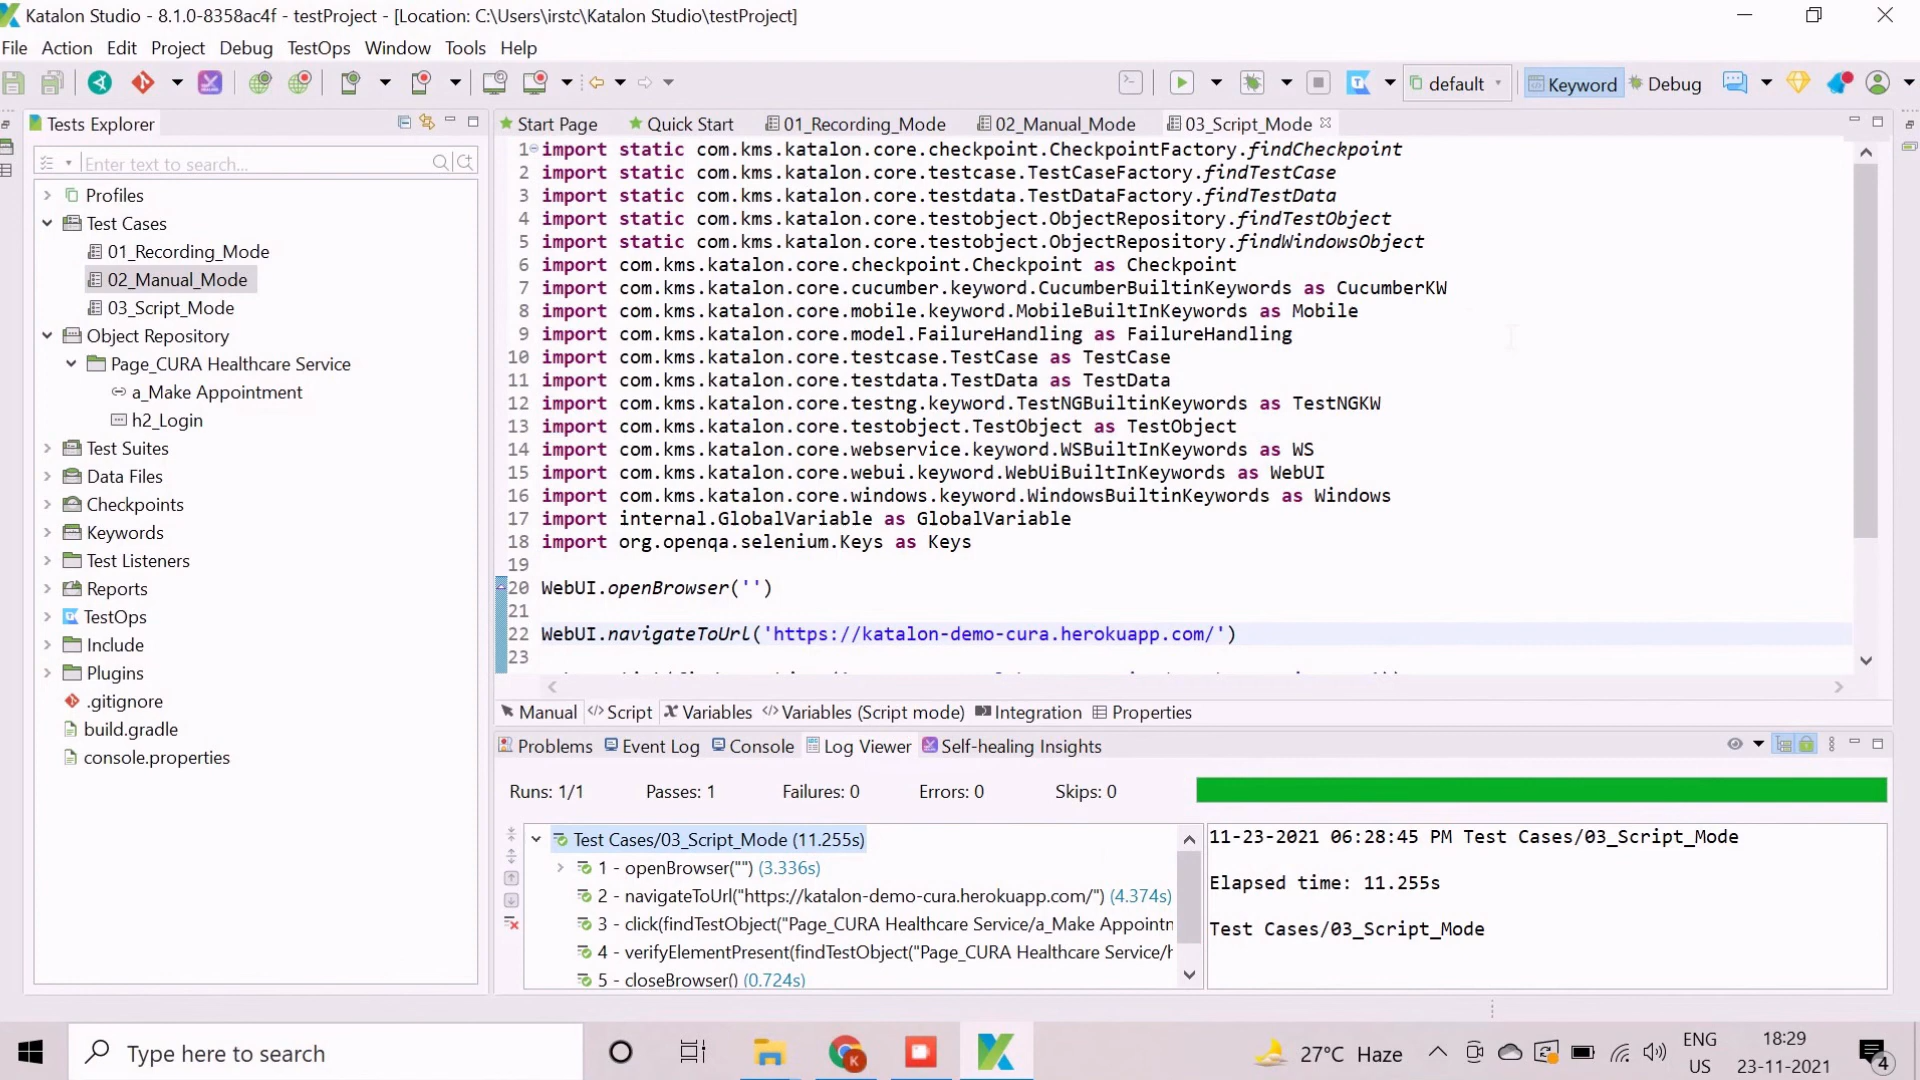 Katalon Studio - 8.1.0-8358ac4f - testProject - [Location: C:\Users\irstc\Katalon Studio\testProject]
File Action Edit Project Debug TestOps Window Tools Help
default Keyword Debug
Tests Explorer
Enter text to search...
Profiles
Test Cases
01_Recording_Mode
02_Manual_Mode
03_Script_Mode
Object Repository
Page_CURA Healthcare Service
a_Make Appointment
h2_Login
Test Suites
Data Files
Checkpoints
Keywords
Test Listeners
Reports
TestOps
Include
Plugins
.gitignore
build.gradle
console.properties
Start Page Quick Start 01_Recording_Mode 02_Manual_Mode 03_Script_Mode
1 import static com.kms.katalon.core.checkpoint.CheckpointFactory.findCheckpoint
2 import static com.kms.katalon.core.testcase.TestCaseFactory.findTestCase
3 import static com.kms.katalon.core.testdata.TestDataFactory.findTestData
4 import static com.kms.katalon.core.testobject.ObjectRepository.findTestObject
5 import static com.kms.katalon.core.testobject.ObjectRepository.findWindowsObject
6 import com.kms.katalon.core.checkpoint.Checkpoint as Checkpoint
7 import com.kms.katalon.core.cucumber.keyword.CucumberBuiltinKeywords as CucumberKW
8 import com.kms.katalon.core.mobile.keyword.MobileBuiltInKeywords as Mobile
9 import com.kms.katalon.core.model.FailureHandling as FailureHandling
10 import com.kms.katalon.core.testcase.TestCase as TestCase
11 import com.kms.katalon.core.testdata.TestData as TestData
12 import com.kms.katalon.core.testng.keyword.TestNGBuiltinKeywords as TestNGKW
13 import com.kms.katalon.core.testobject.TestObject as TestObject
14 import com.kms.katalon.core.webservice.keyword.WSBuiltInKeywords as WS
15 import com.kms.katalon.core.webui.keyword.WebUiBuiltInKeywords as WebUI
16 import com.kms.katalon.core.windows.keyword.WindowsBuiltinKeywords as Windows
17 import internal.GlobalVariable as GlobalVariable
18 import org.openqa.selenium.Keys as Keys
19
20 WebUI.openBrowser('')
21
22 WebUI.navigateToUrl('https://katalon-demo-cura.herokuapp.com/')
23
Manual Script Variables Variables (Script mode) Integration Properties
Problems Event Log Console Log Viewer Self-healing Insights
Runs: 1/1 Passes: 1 Failures: 0 Errors: 0 Skips: 0
Test Cases/03_Script_Mode (11.255s)
1 - openBrowser("") (3.336s)
2 - navigateToUrl("https://katalon-demo-cura.herokuapp.com/") (4.374s)
3 - click(findTestObject("Page_CURA Healthcare Service/a_Make Appointm
4 - verifyElementPresent(findTestObject("Page_CURA Healthcare Service/h
5 - closeBrowser() (0.724s)
11-23-2021 06:28:45 PM Test Cases/03_Script_Mode
Elapsed time: 11.255s
Test Cases/03_Script_Mode
Type here to search
27°C Haze
ENG
US
18:29
23-11-2021
4